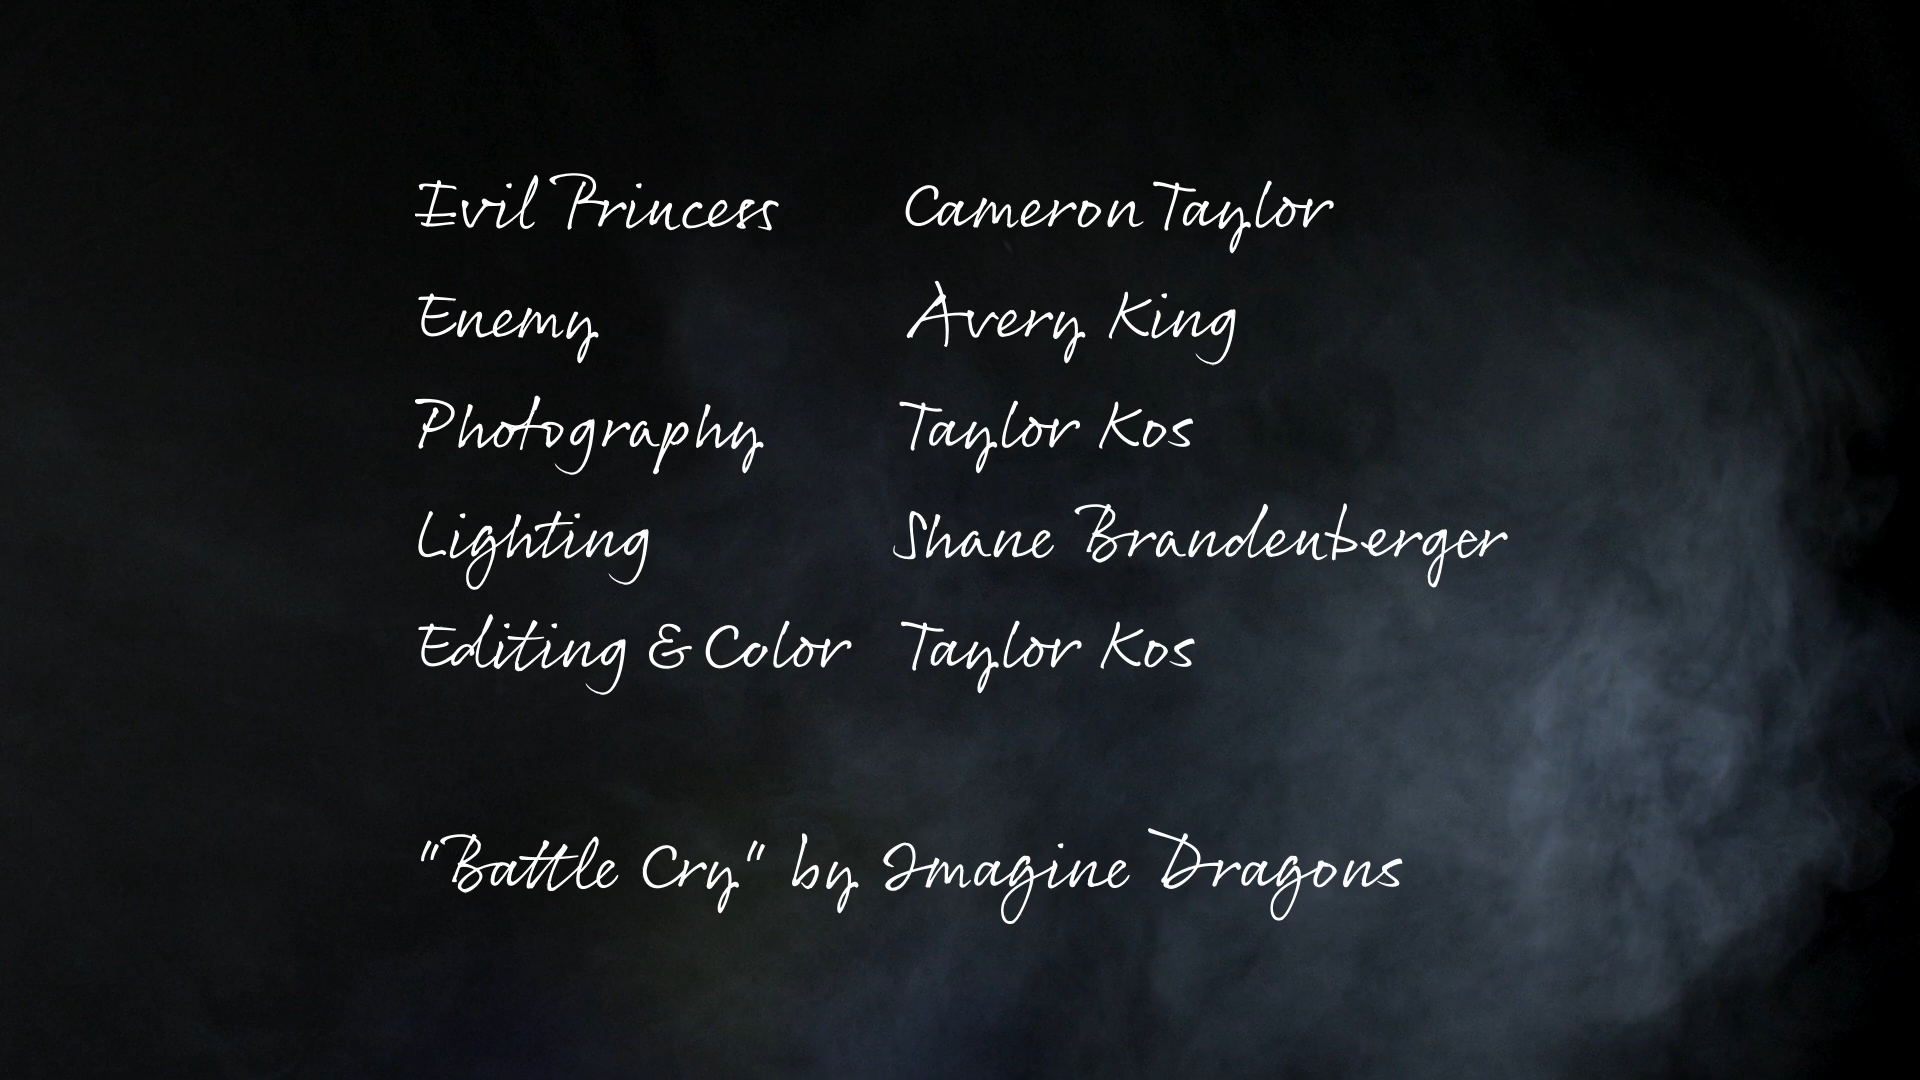 Evil Princess Cameron Taylor
Enemy Avery King
Photography Taylor Kos
Lighting Shane Brandenberger
Editing & Color Taylor Kos
"Battle Cry" by Imagine Dragons